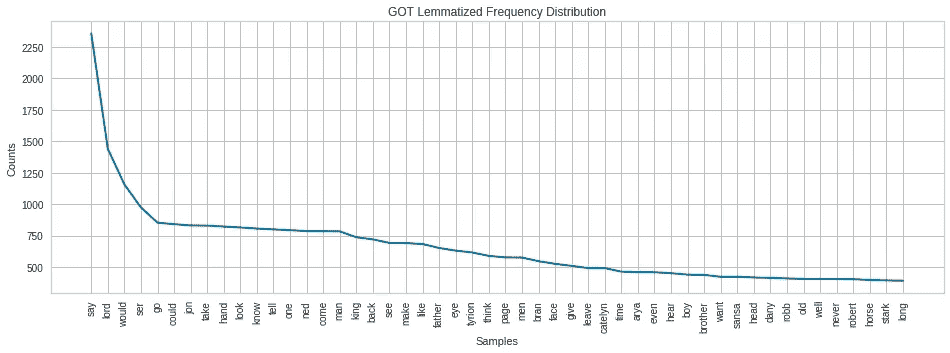 GOT Lemmatized Frequency Distribution
Counts
2250
2000
1750
1500
1250
1000
750
500
say
lord
would
ser
go
could
jon
take
hand
look
know
tell
one
ned
come
man
king
back
see
make
like
father
eye
tyrion
think
page
men
bran
face
give
leave
catelyn
time
arya
even
hear
boy
brother
want
sansa
head
dany
robb
old
well
never
robert
horse
stark
long
Samples